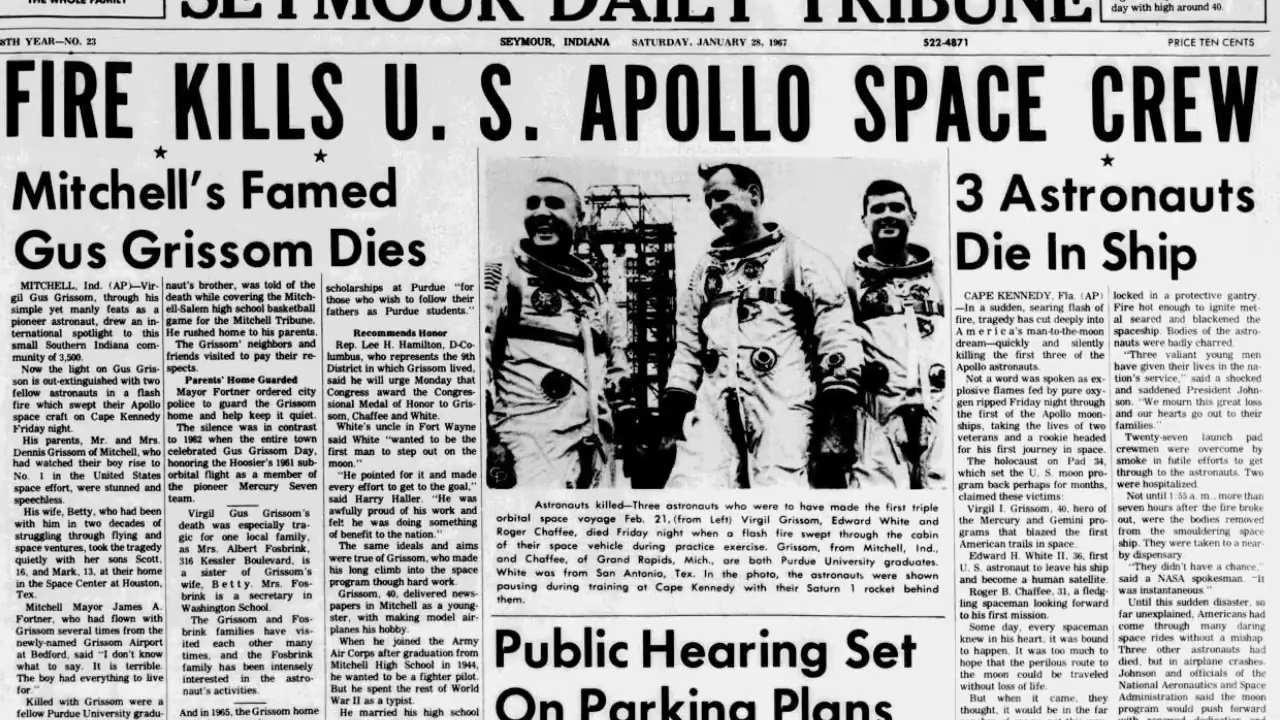 THE WHOLE FAMILY
SEYMOUR DAILY TRIBUNE
day with high around 40.
8TH YEAR—NO. 23
SEYMOUR, INDIANA SATURDAY, JANUARY 28, 1967
522-4871
PRICE TEN CENTS
FIRE KILLS U. S. APOLLO SPACE CREW
Mitchell's Famed
Gus Grissom Dies
MITCHELL, Ind. (AP)—Vir-
gil Gus Grissom, through his
simple yet manly feats as a
pioneer astronaut, drew an in-
ternational spotlight to this
small Southern Indiana com-
munity of 3,500.
Now the light on Gus Gris-
son is out-extinguished with two
fellow astronauts in a flash
fire which swept their Apollo
space craft on Cape Kennedy
Friday night.
His parents, Mr. and Mrs.
Dennis Grissom of Mitchell, who
had watched their boy rise to
No. 1 in the United States
space effort, were stunned and
speechless.
His wife, Betty, who had been
with him in two decades of
struggling through flying and
space ventures, took the tragedy
quietly with her sons Scott,
16, and Mark, 13, at their home
in the Space Center at Houston,
Tex.
Mitchell Mayor James A.
Fortner, who had flown with
Grissom several times from the
newly-named Grissom Airport
at Bedford, said "I don't know
what to say. It is terrible.
The boy had everything to live
for."
Killed with Grissom were a
fellow Purdue University gradu-
naut's brother, was told of the
death while covering the Mitch-
ell-Salem high school basketball
game for the Mitchell Tribune.
He rushed home to his parents.
The Grissoms' neighbors and
friends visited to pay their re-
spects.
Parents' Home Guarded
Mayor Fortner ordered city
police to guard the Grissom
home and help keep it quiet.
The silence was in contrast
to 1962 when the entire town
celebrated Gus Grissom Day,
honoring the Hoosier's 1961 sub-
orbital flight as a member of
the pioneer Mercury Seven
team.
Virgil Gus Grissom's
death was especially tra-
gic for one local family,
as Mrs. Albert Fosbrink,
316 Kessler Boulevard, is
a sister of Grissom's
wife, Betty. Mrs. Fos-
brink is a secretary in
Washington School.
The Grissom and Fos-
brink families have vis-
ited each other many
times, and the Fosbrink
family has been intensely
interested in the astro-
naut's activities.
And in 1965, the Grissom home
scholarships at Purdue "for
those who wish to follow their
fathers as Purdue students."
Recommends Honor
Rep. Lee H. Hamilton, D-Co-
lumbus, who represents the 9th
District in which Grissom lived,
said he will urge Monday that
Congress award the Congres-
sional Medal of Honor to Gris-
som, Chaffee and White.
White's uncle in Fort Wayne
said White "wanted to be the
first man to step out on the
moon."
"He pointed for it and made
every effort to get to the goal,"
said Harry Haller. "He was
awfully proud of his work and
felt he was doing something
of benefit to the nation."
The same ideals and aims
were true of Grissom, who made
his long climb into the space
program though hard work.
Grissom, 40, delivered news-
papers in Mitchell as a young-
ster, with making model air-
planes his hobby.
When he joined the Army
Air Corps after graduation from
Mitchell High School in 1944,
he wanted to be a fighter pilot.
But he spent the rest of World
War II as a typist.
He married his high school
Astronauts killed—Three astronauts who were to have made the first triple
orbital space voyage Feb. 21, (from Left) Virgil Grissom, Edward White and
Roger Chaffee, died Friday night when a flash fire swept through the cabin
of their space vehicle during practice exercise. Grissom, from Mitchell, Ind.,
and Chaffee, of Grand Rapids, Mich., are both Purdue University graduates.
White was from San Antonio, Tex. In the photo, the astronauts were shown
pausing during training at Cape Kennedy with their Saturn 1 rocket behind
them.
Public Hearing Set
On Parking Plans
3 Astronauts
Die In Ship
CAPE KENNEDY, Fla. (AP)
—In a sudden, searing flash of
fire, tragedy has cut deeply into
America's man-to-the-moon
dream—quickly and silently
killing the first three of the
Apollo astronauts.
Not a word was spoken as ex-
plosive flames fed by pure oxy-
gen ripped Friday night through
the first of the Apollo moon-
ships, taking the lives of two
veterans and a rookie headed
for his first journey in space.
The holocaust on Pad 34,
which set the U.S. moon pro-
gram back perhaps for months,
claimed these victims:
Virgil I. Grissom, 40, hero of
the Mercury and Gemini pro-
grams that blazed the first
American trails in space.
Edward H. White II, 36, first
U.S. astronaut to leave his ship
and become a human satellite.
Roger B. Chaffee, 31, a fledg-
ling spaceman looking forward
to his first mission.
Some day, every spaceman
knew in his heart, it was bound
to happen. It was too much to
hope that the perilous route to
the moon could be traveled
without loss of life.
But when it came, they
thought, it would be in the far
locked in a protective gantry.
Fire hot enough to ignite met-
al seared and blackened the
spaceship. Bodies of the astro-
nauts were badly charred.
"Three valiant young men
have given their lives in the na-
tion's service," said a shocked
and saddened President John-
son. "We mourn this great loss
and our hearts go out to their
families."
Twenty-seven launch pad
crewmen were overcome by
smoke in futile efforts to get
through to the astronauts. Two
were hospitalized.
Not until 1:55 a.m., more than
seven hours after the fire broke
out, were the bodies removed
from the smouldering space
ship. They were taken to a near-
by dispensary.
"They didn't have a chance,"
said a NASA spokesman. "It
was instantaneous."
Until this sudden disaster, so
far unexplained, Americans had
come through many daring
space rides without a mishap.
Three other astronauts had
died, but in airplane crashes.
Johnson and officials of the
National Aeronautics and Space
Administration said the moon
program would push forward